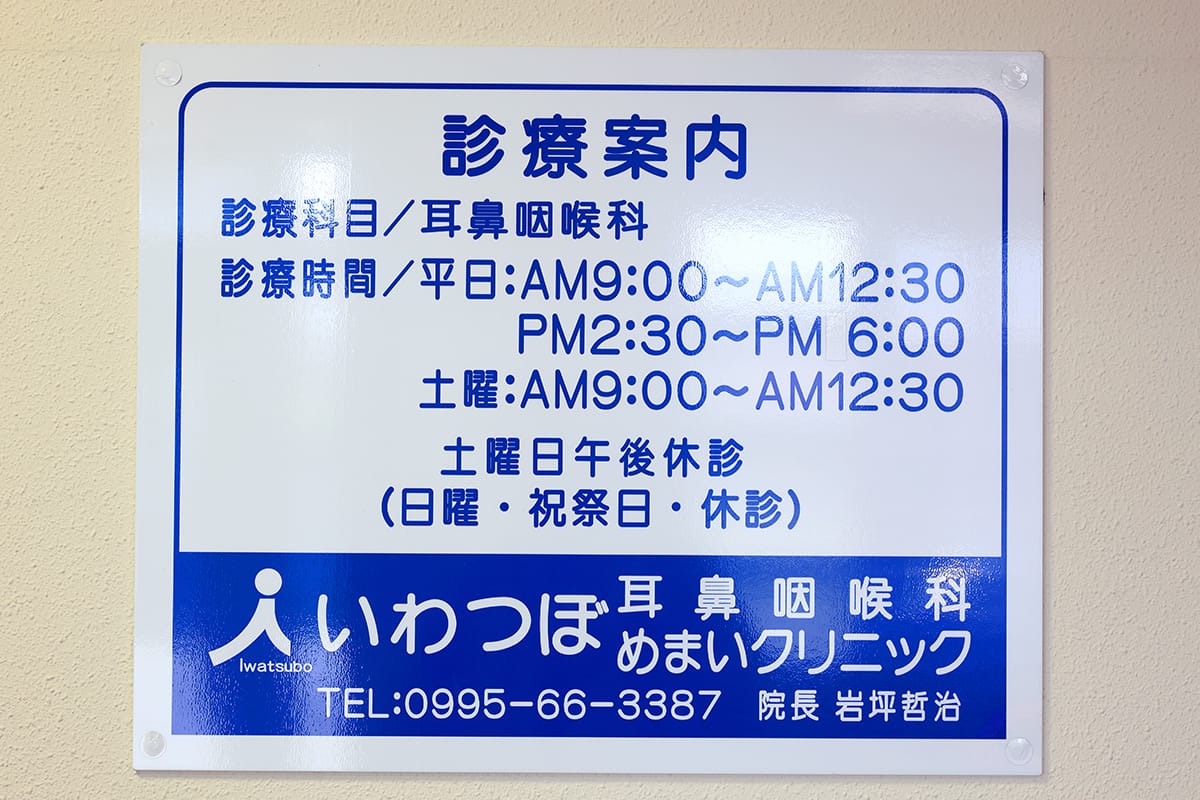 診療案内
診療科目／耳鼻咽喉科
診療時間／平日:AM9:00～AM12:30
PM2:30～PM 6:00
土曜:AM9:00～AM12:30
土曜日午後休診
(日曜・祝祭日・休診)
いわつぼ
Iwatsubo
耳鼻咽喉科
めまいクリニック
TEL:0995-66-3387 院長 岩坪哲治